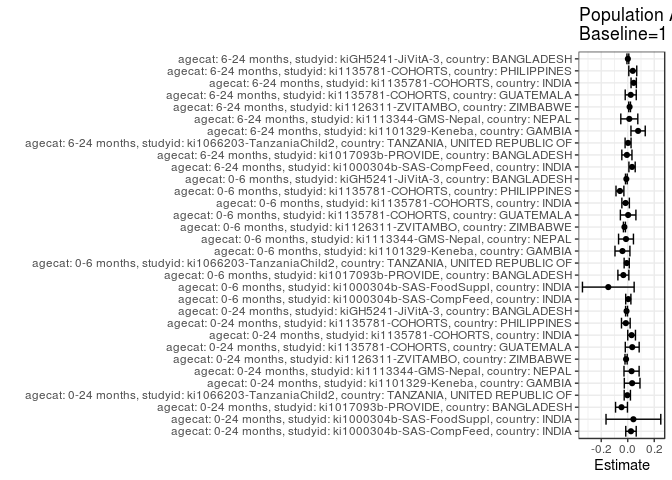 Population A
Baseline=1
agecat: 6-24 months, studyid: kiGH5241-JiVitA-3, country: BANGLADESH
agecat: 6-24 months, studyid: ki1135781-COHORTS, country: PHILIPPINES
agecat: 6-24 months, studyid: ki1135781-COHORTS, country: INDIA
agecat: 6-24 months, studyid: ki1135781-COHORTS, country: GUATEMALA
agecat: 6-24 months, studyid: ki1126311-ZVITAMBO, country: ZIMBABWE
agecat: 6-24 months, studyid: ki1113344-GMS-Nepal, country: NEPAL
agecat: 6-24 months, studyid: ki1101329-Keneba, country: GAMBIA
agecat: 6-24 months, studyid: ki1066203-TanzaniaChild2, country: TANZANIA, UNITED REPUBLIC OF
agecat: 6-24 months, studyid: ki1017093b-PROVIDE, country: BANGLADESH
agecat: 6-24 months, studyid: ki1000304b-SAS-CompFeed, country: INDIA
agecat: 0-6 months, studyid: kiGH5241-JiVitA-3, country: BANGLADESH
agecat: 0-6 months, studyid: ki1135781-COHORTS, country: PHILIPPINES
agecat: 0-6 months, studyid: ki1135781-COHORTS, country: INDIA
agecat: 0-6 months, studyid: ki1135781-COHORTS, country: GUATEMALA
agecat: 0-6 months, studyid: ki1126311-ZVITAMBO, country: ZIMBABWE
agecat: 0-6 months, studyid: ki1113344-GMS-Nepal, country: NEPAL
agecat: 0-6 months, studyid: ki1101329-Keneba, country: GAMBIA
agecat: 0-6 months, studyid: ki1066203-TanzaniaChild2, country: TANZANIA, UNITED REPUBLIC OF
agecat: 0-6 months, studyid: ki1017093b-PROVIDE, country: BANGLADESH
agecat: 0-6 months, studyid: ki1000304b-SAS-FoodSuppl, country: INDIA
agecat: 0-6 months, studyid: ki1000304b-SAS-CompFeed, country: INDIA
agecat: 0-24 months, studyid: kiGH5241-JiVitA-3, country: BANGLADESH
agecat: 0-24 months, studyid: ki1135781-COHORTS, country: PHILIPPINES
agecat: 0-24 months, studyid: ki1135781-COHORTS, country: INDIA
agecat: 0-24 months, studyid: ki1135781-COHORTS, country: GUATEMALA
agecat: 0-24 months, studyid: ki1126311-ZVITAMBO, country: ZIMBABWE
agecat: 0-24 months, studyid: ki1113344-GMS-Nepal, country: NEPAL
agecat: 0-24 months, studyid: ki1101329-Keneba, country: GAMBIA
agecat: 0-24 months, studyid: ki1066203-TanzaniaChild2, country: TANZANIA, UNITED REPUBLIC OF
agecat: 0-24 months, studyid: ki1017093b-PROVIDE, country: BANGLADESH
agecat: 0-24 months, studyid: ki1000304b-SAS-FoodSuppl, country: INDIA
agecat: 0-24 months, studyid: ki1000304b-SAS-CompFeed, country: INDIA
-0.2 0.0 0.2
Estimate